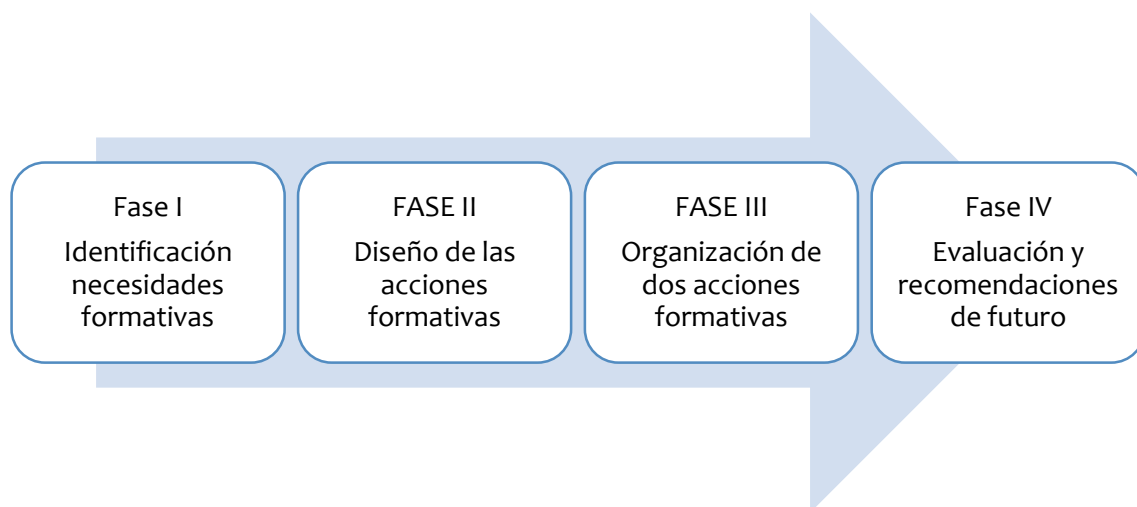 Fase I
Identificación
necesidades
formativas
FASE II
Diseño de las
acciones
formativas
FASE III
Organización de
dos acciones
formativas
Fase IV
Evaluación y
recomendaciones
de futuro